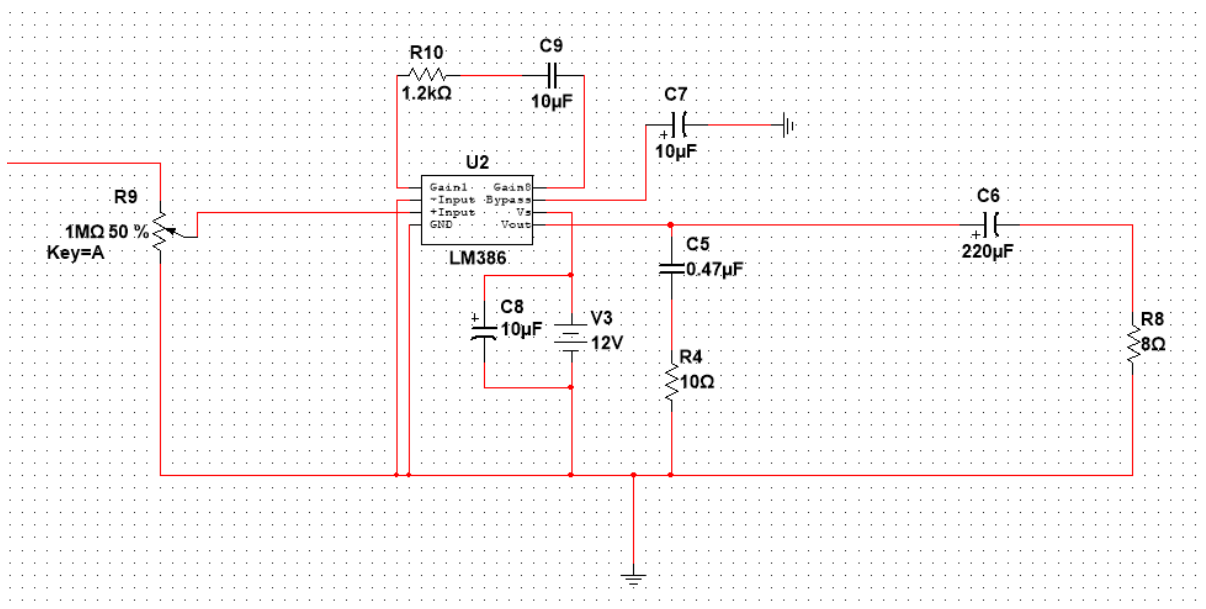 R10
1.2kΩ
C9
10µF
C7
+
10µF
U2
Gain1 Gain8
~Input Bypass
+Input Vs
GND Vout
LM386
R9
1MΩ 50 %
Key=A
C6
+
220µF
C5
0.47µF
C8
+
10µF
V3
12V
R4
10Ω
R8
8Ω